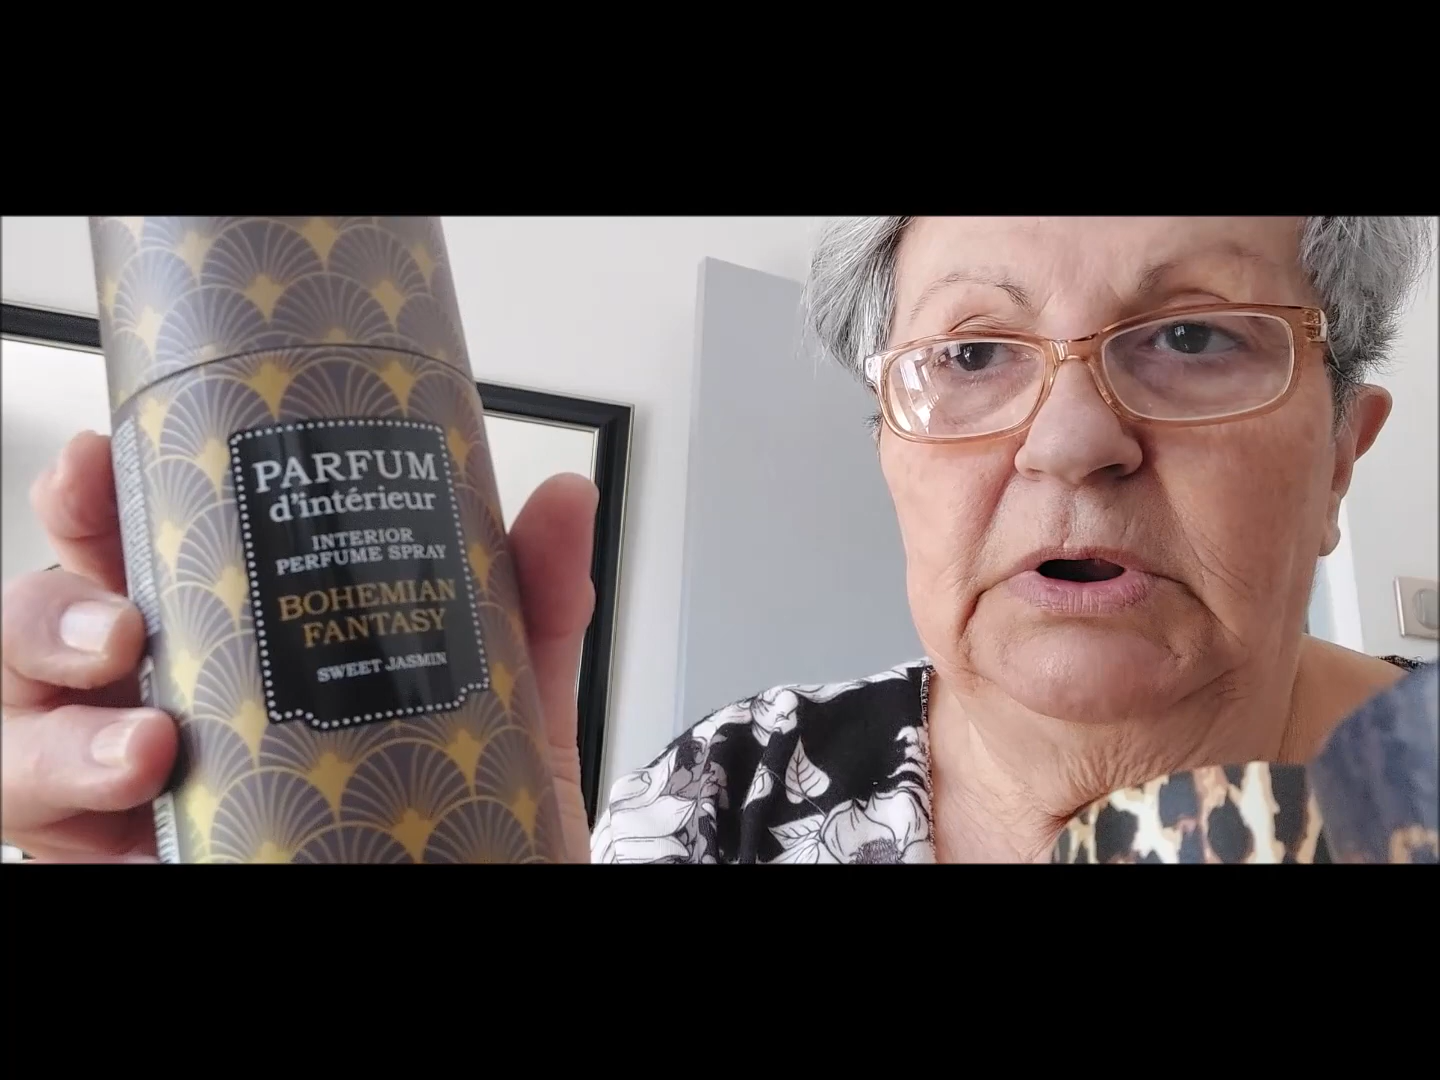 PARFUM
d'intérieur
INTERIOR
PERFUME SPRAY
BOHEMIAN
FANTASY
SWEET JASMIN